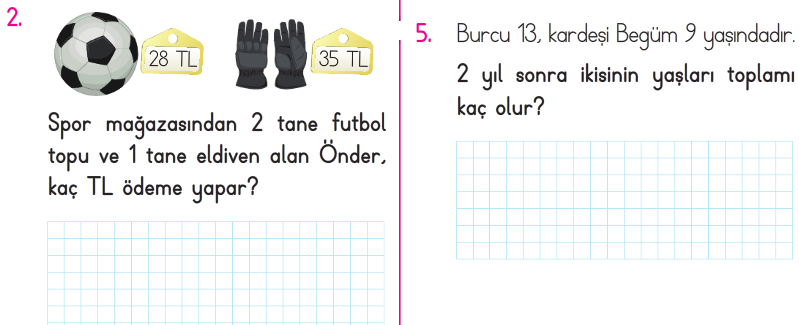 2.
28 TL
35 TL
Spor mağazasından 2 tane futbol
topu ve 1 tane eldiven alan Önder,
kaç TL ödeme yapar?
5.
Burcu 13, kardeşi Begüm 9 yaşındadır.
2 yıl sonra ikisinin yaşları toplamı
kaç olur?